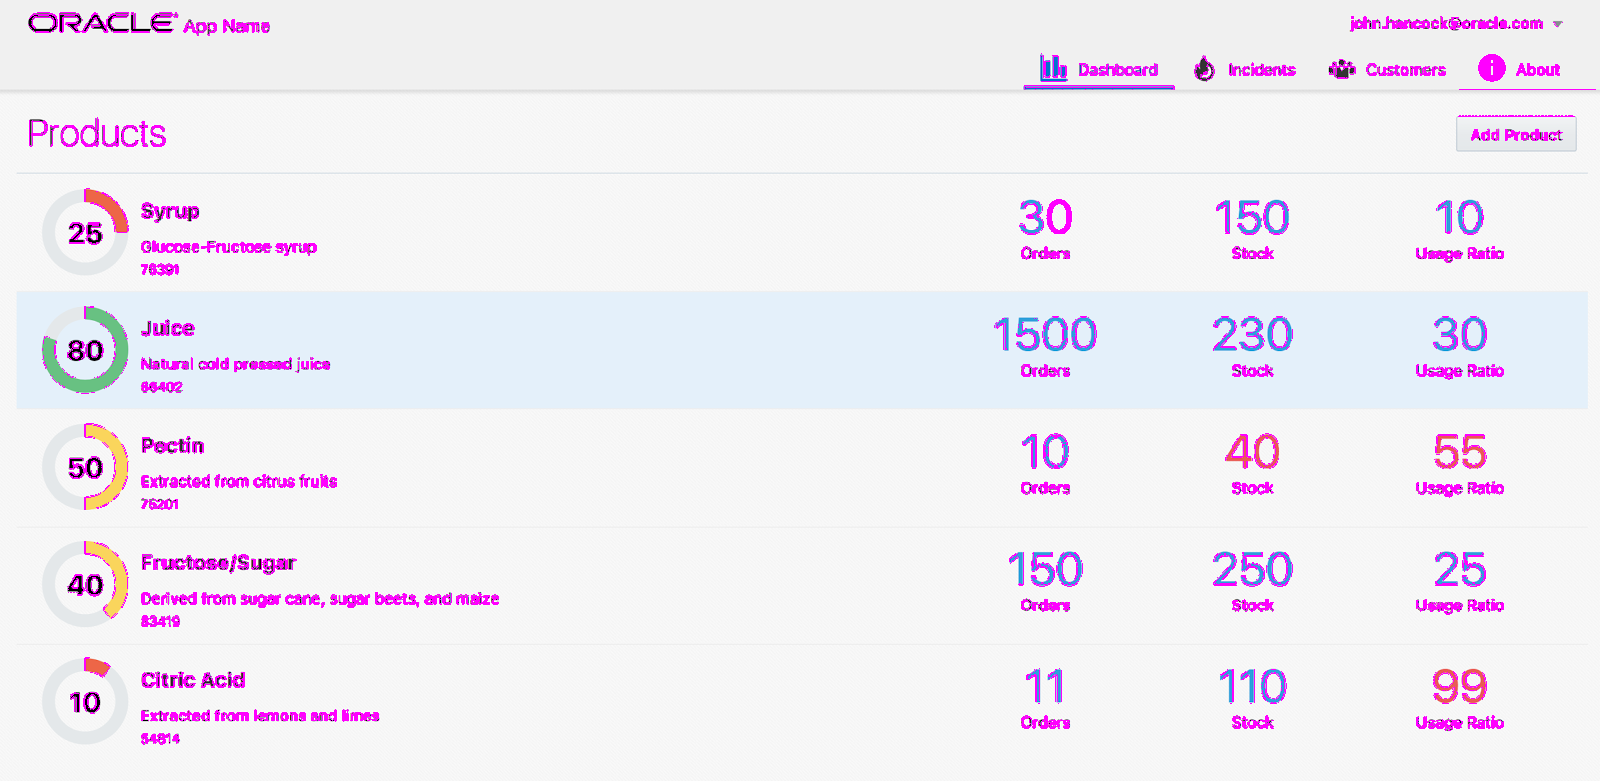 ORACLE App Name
john.hancock@oracle.com
Dashboard Incidents Customers About
Products
Add Product
25 Syrup 30 150 10
Glucose-Fructose syrup Orders Stock Usage Ratio
76391
80 Juice 1500 230 30
Natural cold pressed juice Orders Stock Usage Ratio
66402
50 Pectin 10 40 55
Extracted from citrus fruits Orders Stock Usage Ratio
76201
40 Fructose/Sugar 150 250 25
Derived from sugar cane, sugar beets, and maize Orders Stock Usage Ratio
83419
10 Citric Acid 11 110 99
Extracted from lemons and limes Orders Stock Usage Ratio
54814